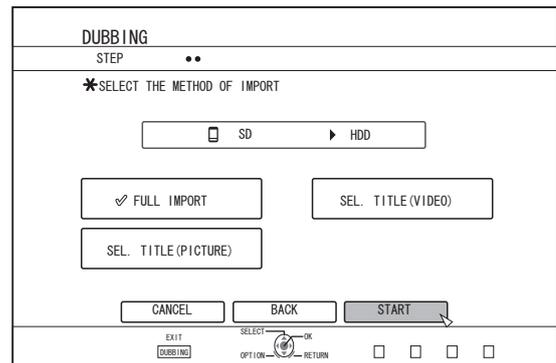 DUBBING
STEP ●●
*SELECT THE METHOD OF IMPORT
SD ▶ HDD
✓ FULL IMPORT SEL. TITLE(VIDEO)
SEL. TITLE(PICTURE)
CANCEL BACK START
EXIT
DUBBING
SELECT OK
OPTION RETURN